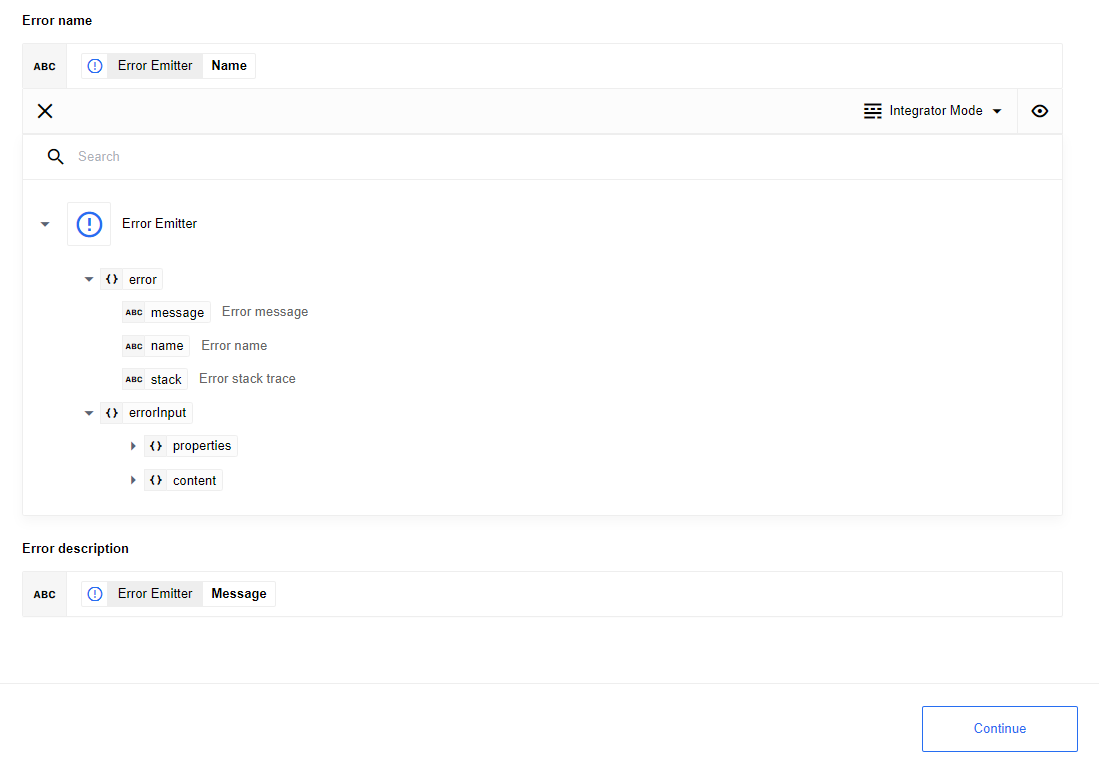 Error name
ABC Error Emitter Name
Integrator Mode
Search
Error Emitter
{} error
ABC message Error message
ABC name Error name
ABC stack Error stack trace
{} errorInput
{} properties
{} content
Error description
ABC Error Emitter Message
Continue